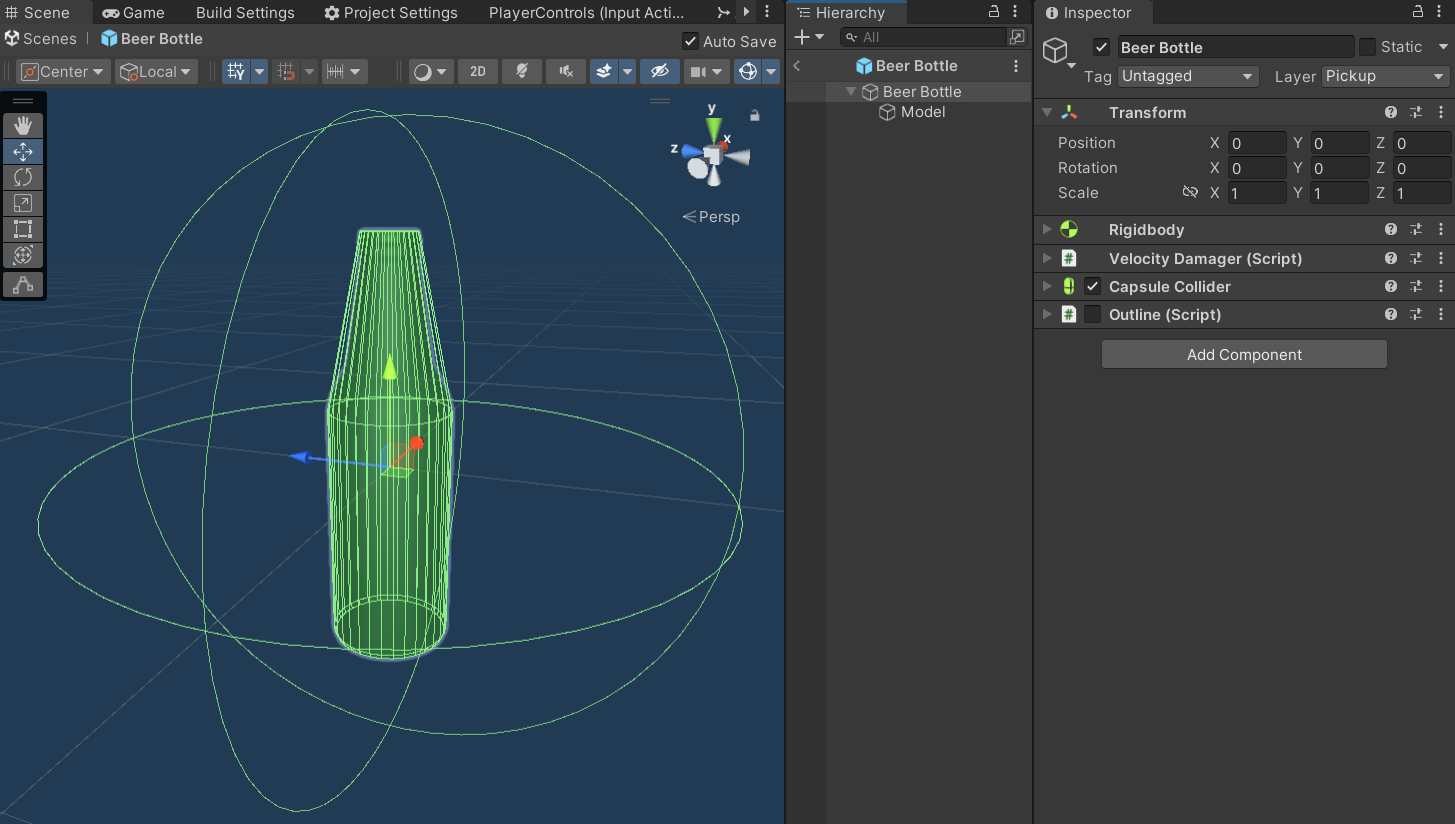 Scene
Game
Build Settings
Project Settings
PlayerControls (Input Acti...
Scenes
Beer Bottle
Auto Save
Center
Local
2D
y
x
z
Persp
Hierarchy
All
Beer Bottle
Beer Bottle
Model
Inspector
Beer Bottle
Static
Tag Untagged Layer Pickup
Transform
Position X 0 Y 0 Z 0
Rotation X 0 Y 0 Z 0
Scale X 1 Y 1 Z 1
Rigidbody
# Velocity Damager (Script)
Capsule Collider
# Outline (Script)
Add Component